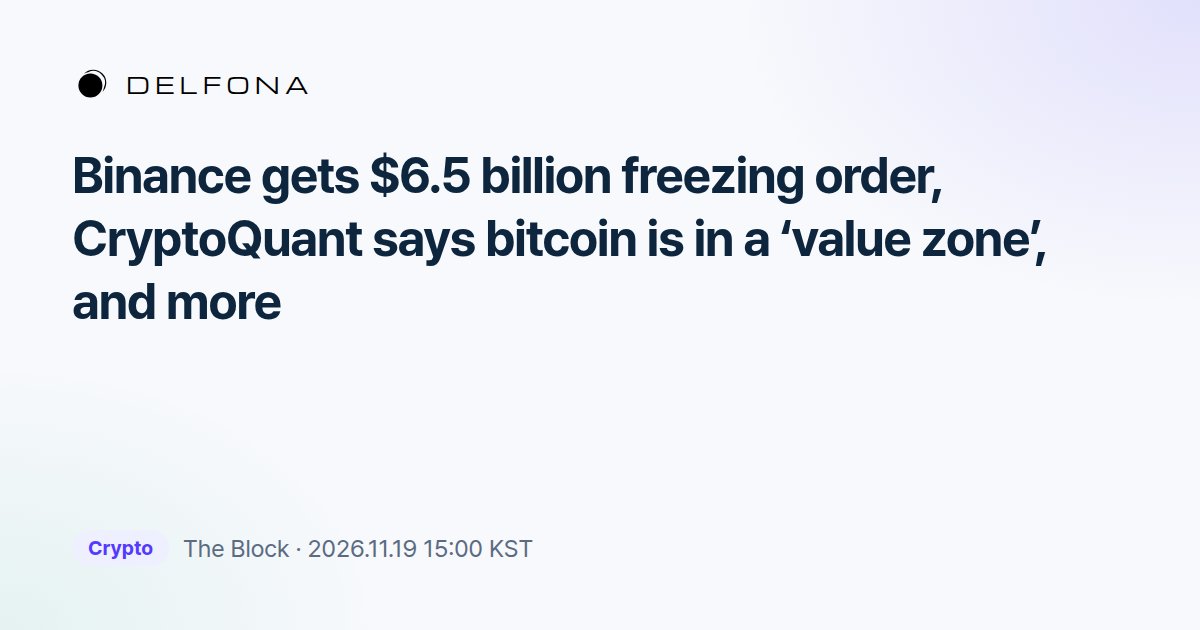 DELFONA
Binance gets $6.5 billion freezing order,
CryptoQuant says bitcoin is in a ‘value zone’,
and more
Crypto The Block · 2026.11.19 15:00 KST